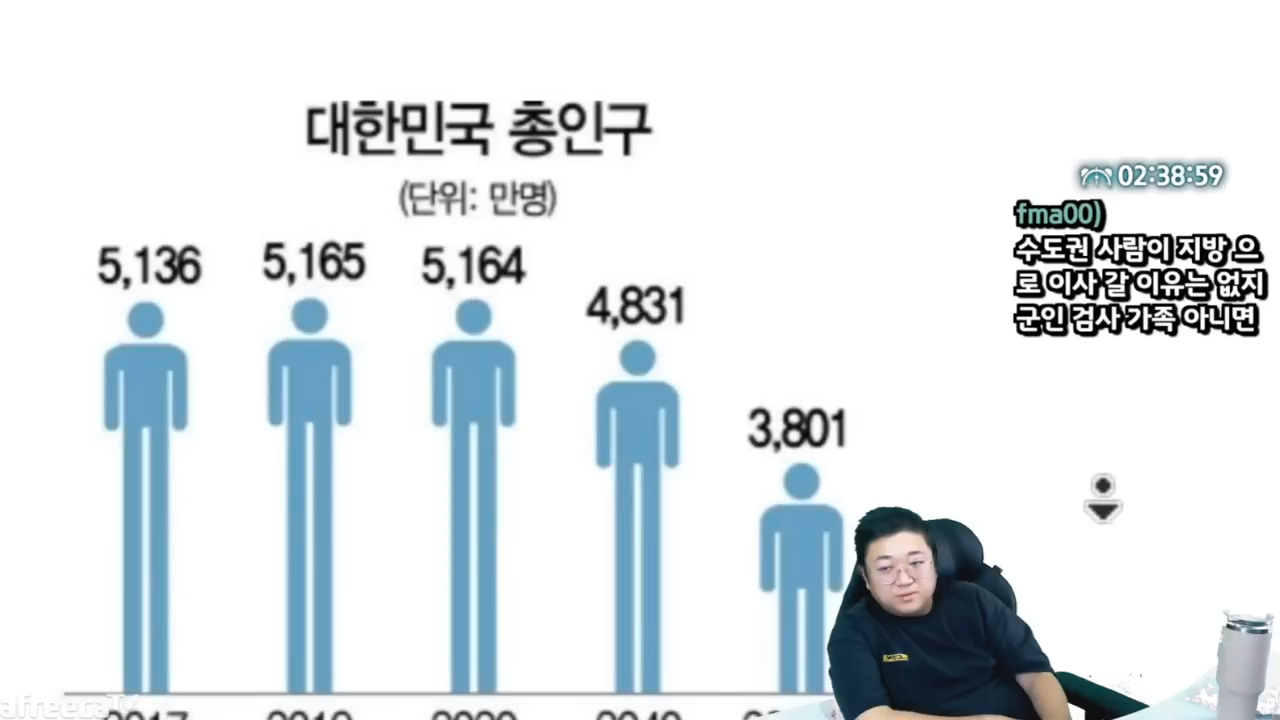 대한민국 총인구
(단위: 만명)
5,136
5,165
5,164
4,831
3,801
02:38:59
fma00)
수도권 사람이 지방 으
로 이사 갈 이유는 없지
군인 검사 가족 아니면
afreecaTV
2017